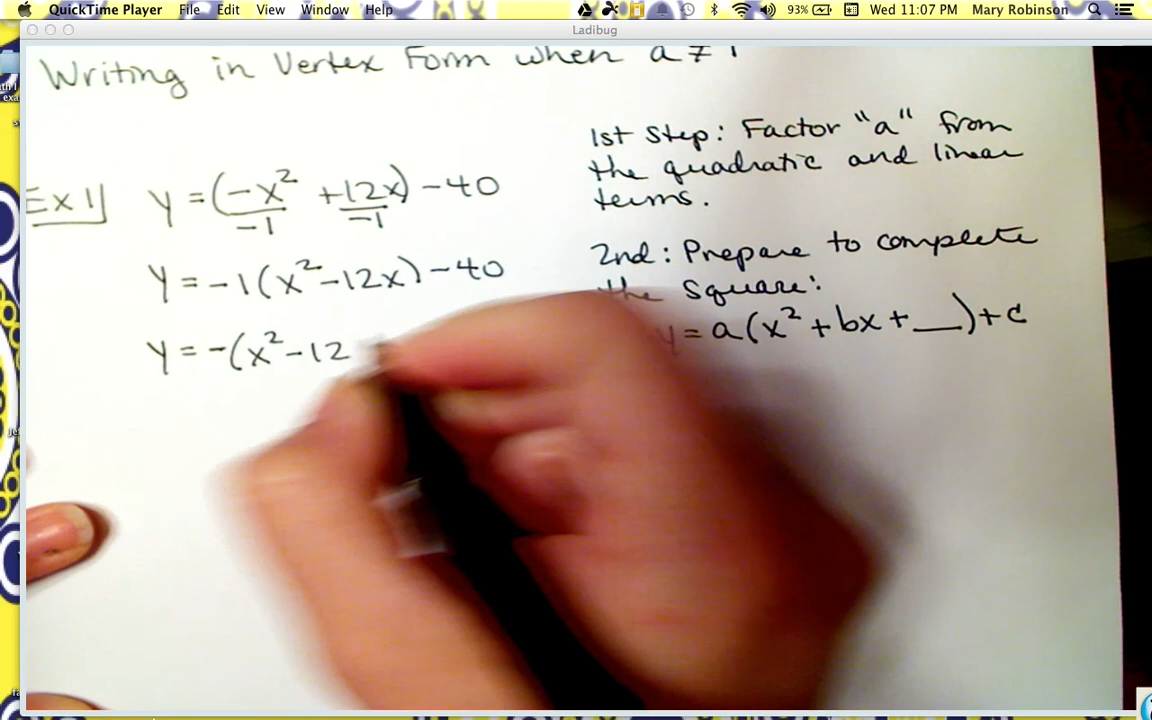 QuickTime Player File Edit View Window Help 93% Wed 11:07 PM Mary Robinson
Ladibug
Writing in Vertex Form when a ≠ 1
Ex 1 y = (-x² + 12x) - 40
-1 -1
y = -1(x² - 12x) - 40
y = -(x² - 12
1st Step: Factor "a" from
the quadratic and linear
terms.
2nd: Prepare to complete
the square:
y = a(x² + bx + __) + c